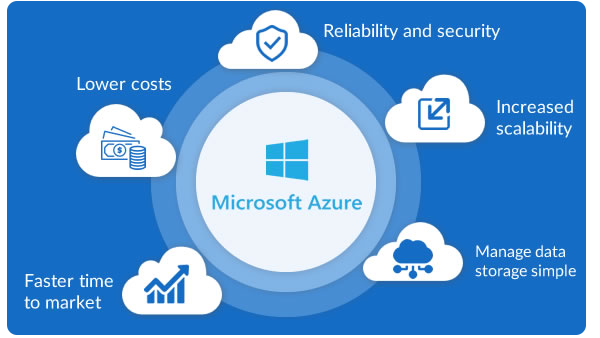 Reliability and security
Lower costs
Increased
scalability
Microsoft Azure
Manage data
storage simple
Faster time
to market